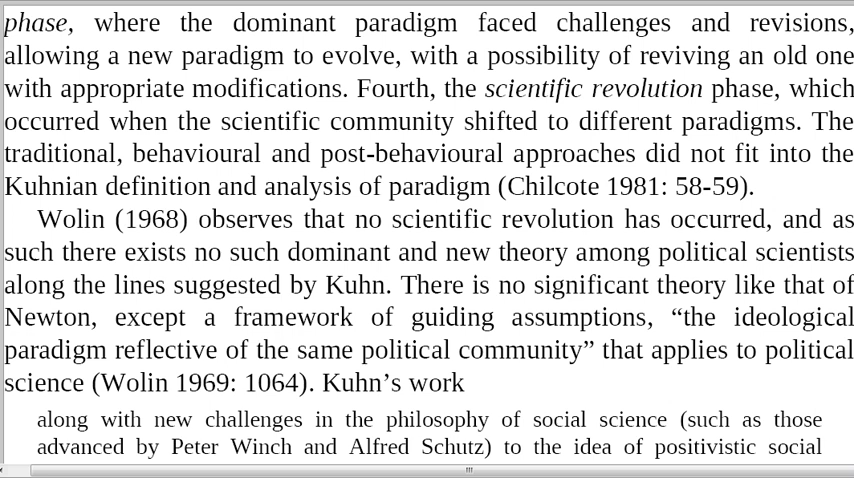 phase, where the dominant paradigm faced challenges and revisions,
allowing a new paradigm to evolve, with a possibility of reviving an old one
with appropriate modifications. Fourth, the scientific revolution phase, which
occurred when the scientific community shifted to different paradigms. The
traditional, behavioural and post-behavioural approaches did not fit into the
Kuhnian definition and analysis of paradigm (Chilcote 1981: 58-59).
Wolin (1968) observes that no scientific revolution has occurred, and as
such there exists no such dominant and new theory among political scientists
along the lines suggested by Kuhn. There is no significant theory like that of
Newton, except a framework of guiding assumptions, “the ideological
paradigm reflective of the same political community” that applies to political
science (Wolin 1969: 1064). Kuhn’s work
along with new challenges in the philosophy of social science (such as those
advanced by Peter Winch and Alfred Schutz) to the idea of positivistic social